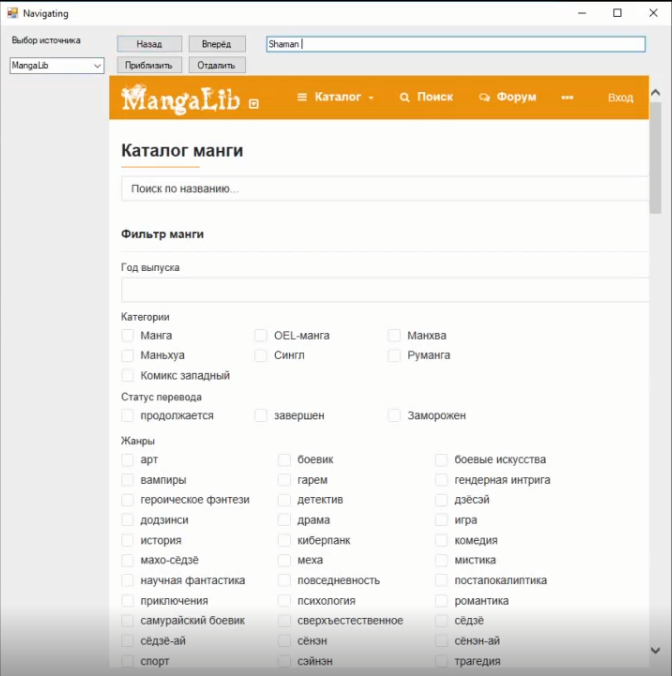 Navigating
Выбор источника
Назад Вперёд Shaman
MangaLib Приблизить Отдалить
MangaLib Каталог Поиск Форум ••• Вход
Каталог манги
Поиск по названию...
Фильтр манги
Год выпуска
Категории
Манга OEL-манга Манхва
Маньхуа Сингл Руманга
Комикс западный
Статус перевода
продолжается завершен Заморожен
Жанры
арт боевик боевые искусства
вампиры гарем гендерная интрига
героическое фэнтези детектив дзёсэй
додзинси драма игра
история киберпанк комедия
махо-сёдзё меха мистика
научная фантастика повседневность постапокалиптика
приключения психология романтика
самурайский боевик сверхъестественное сёдзё
сёдзё-ай сёнэн сёнэн-ай
спорт сэйнэн трагедия